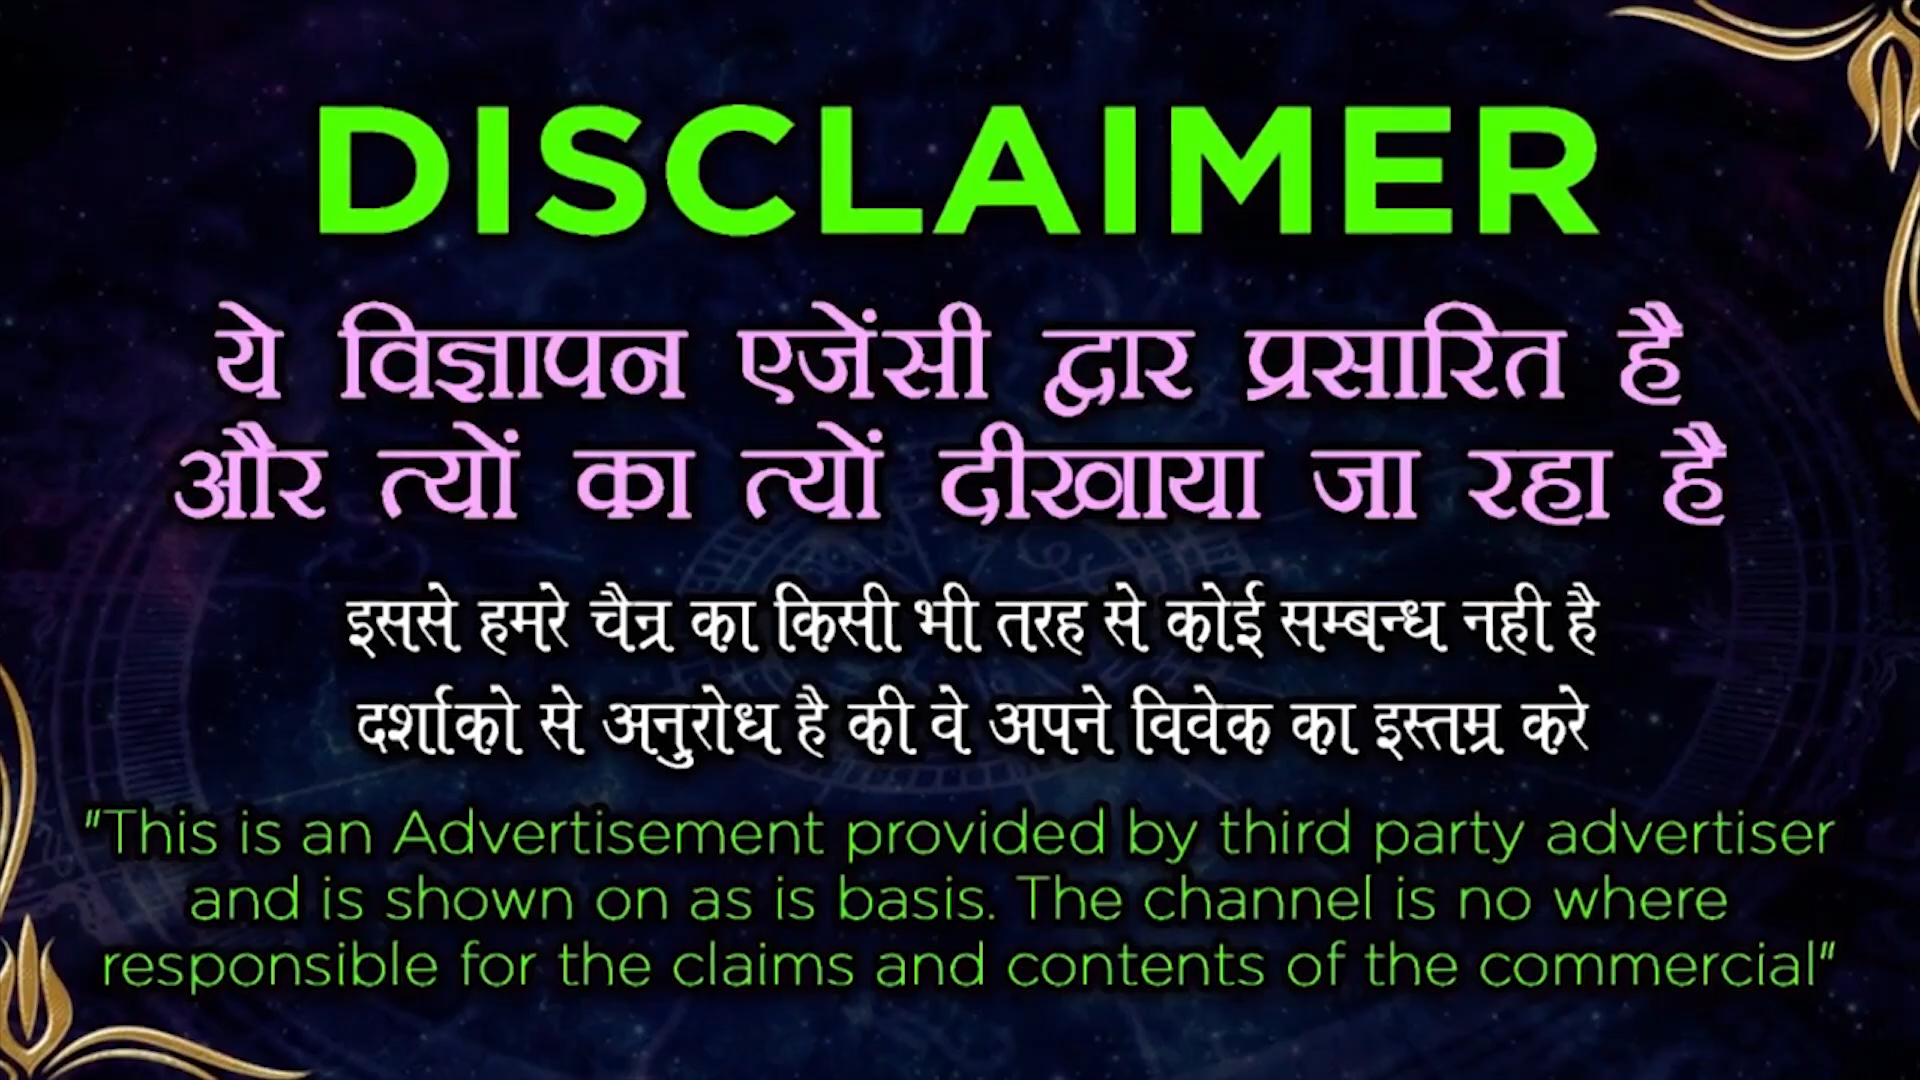 DISCLAIMER
ये विज्ञापन एजेंसी द्वार प्रसारित है
और त्यों का त्यों दीखाया जा रहा है
इससे हमरे चैन्र का किसी भी तरह से कोई सम्बन्ध नही है
दर्शाको से अनुरोध है की वे अपने विवेक का इस्तम्र करे
"This is an Advertisement provided by third party advertiser
and is shown on as is basis. The channel is no where
responsible for the claims and contents of the commercial"